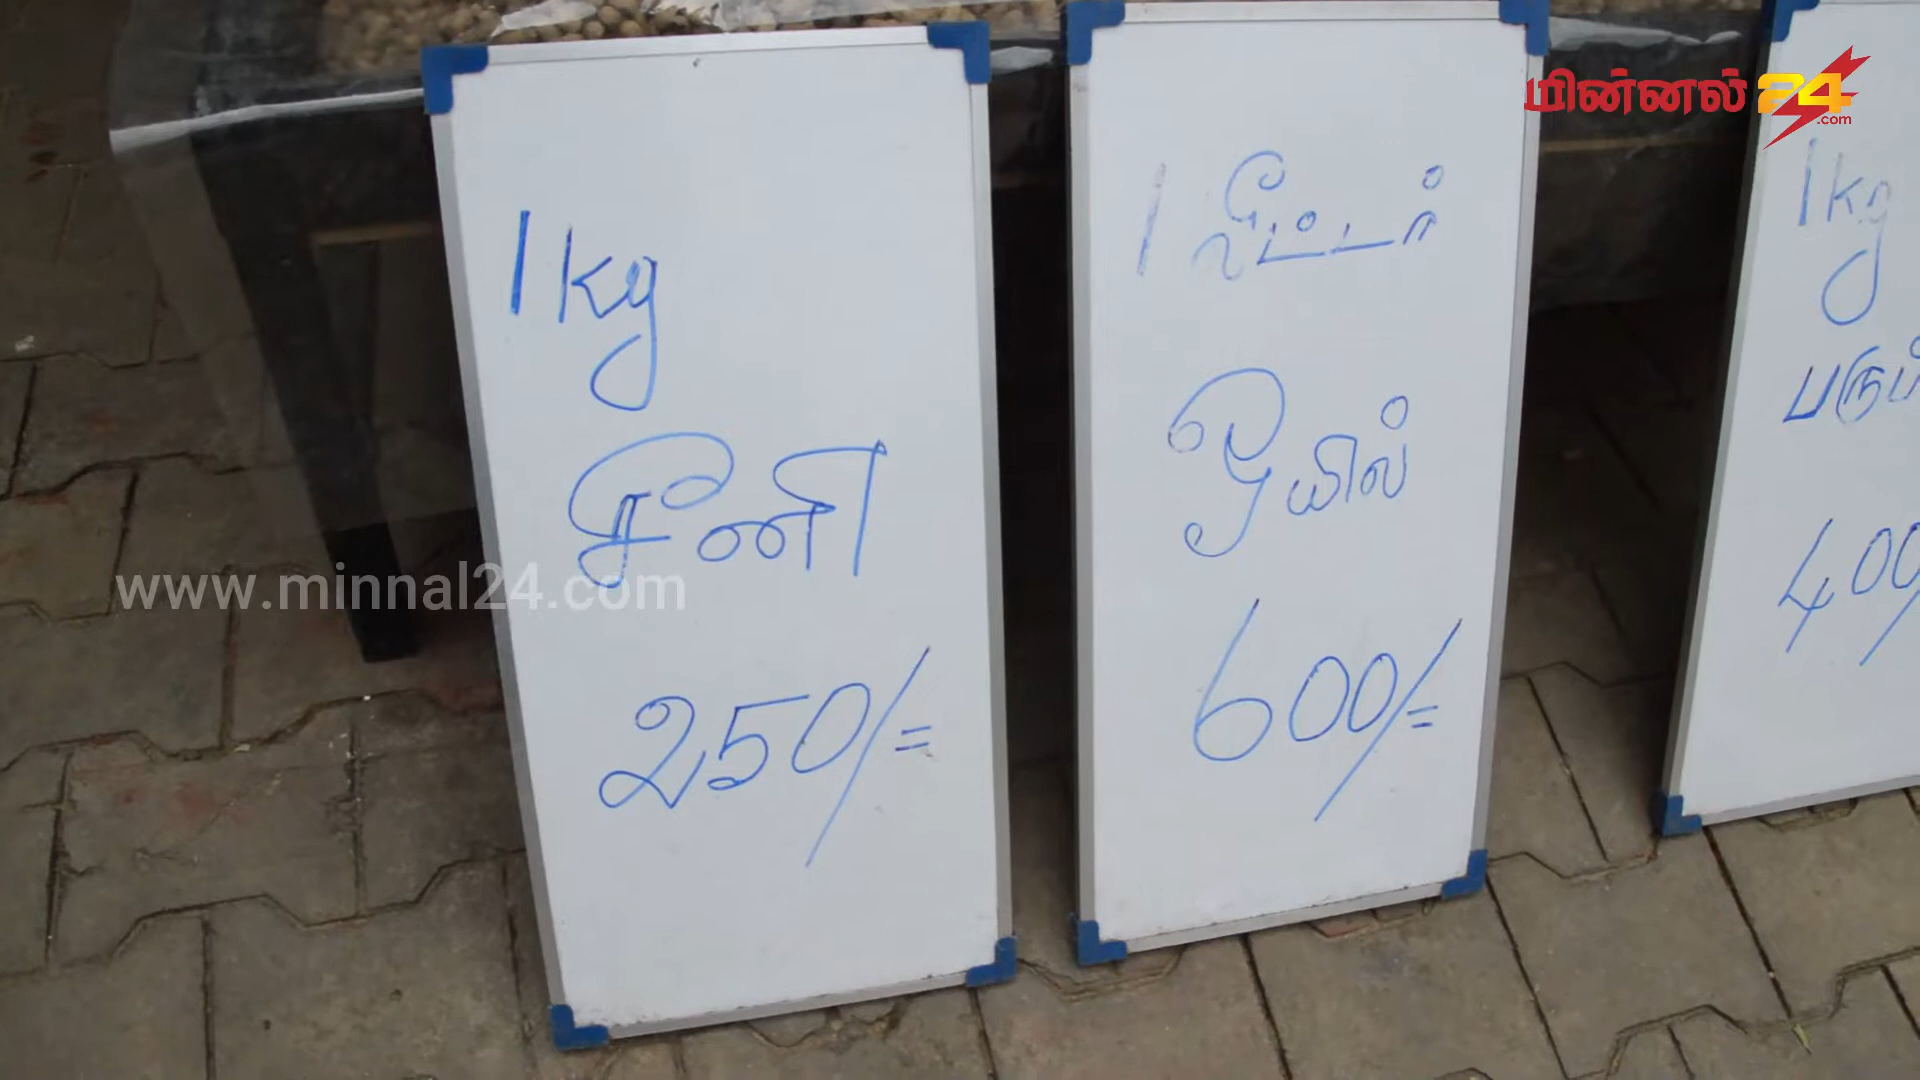 1kg
சீனி
250/=
1 லீட்டர்
ஓயில்
600/=
1kg
400/
மின்னல் 24
.com
www.minnal24.com